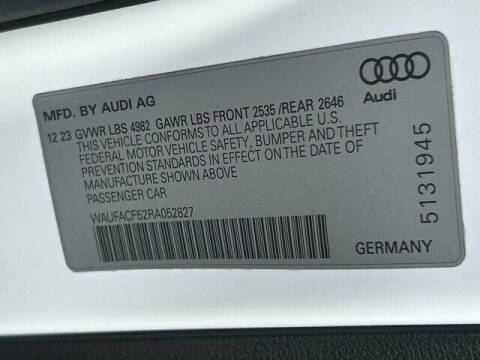 MFD. BY AUDI AG
12 23 GVWR LBS 4982 GAWR LBS FRONT 2535 /REAR 2646
THIS VEHICLE CONFORMS TO ALL APPLICABLE U.S.
FEDERAL MOTOR VEHICLE SAFETY, BUMPER AND THEFT
PREVENTION STANDARDS IN EFFECT ON THE DATE OF
MANUFACTURE SHOWN ABOVE
PASSENGER CAR
WAUFACF52RA052827
Audi
5131945
GERMANY